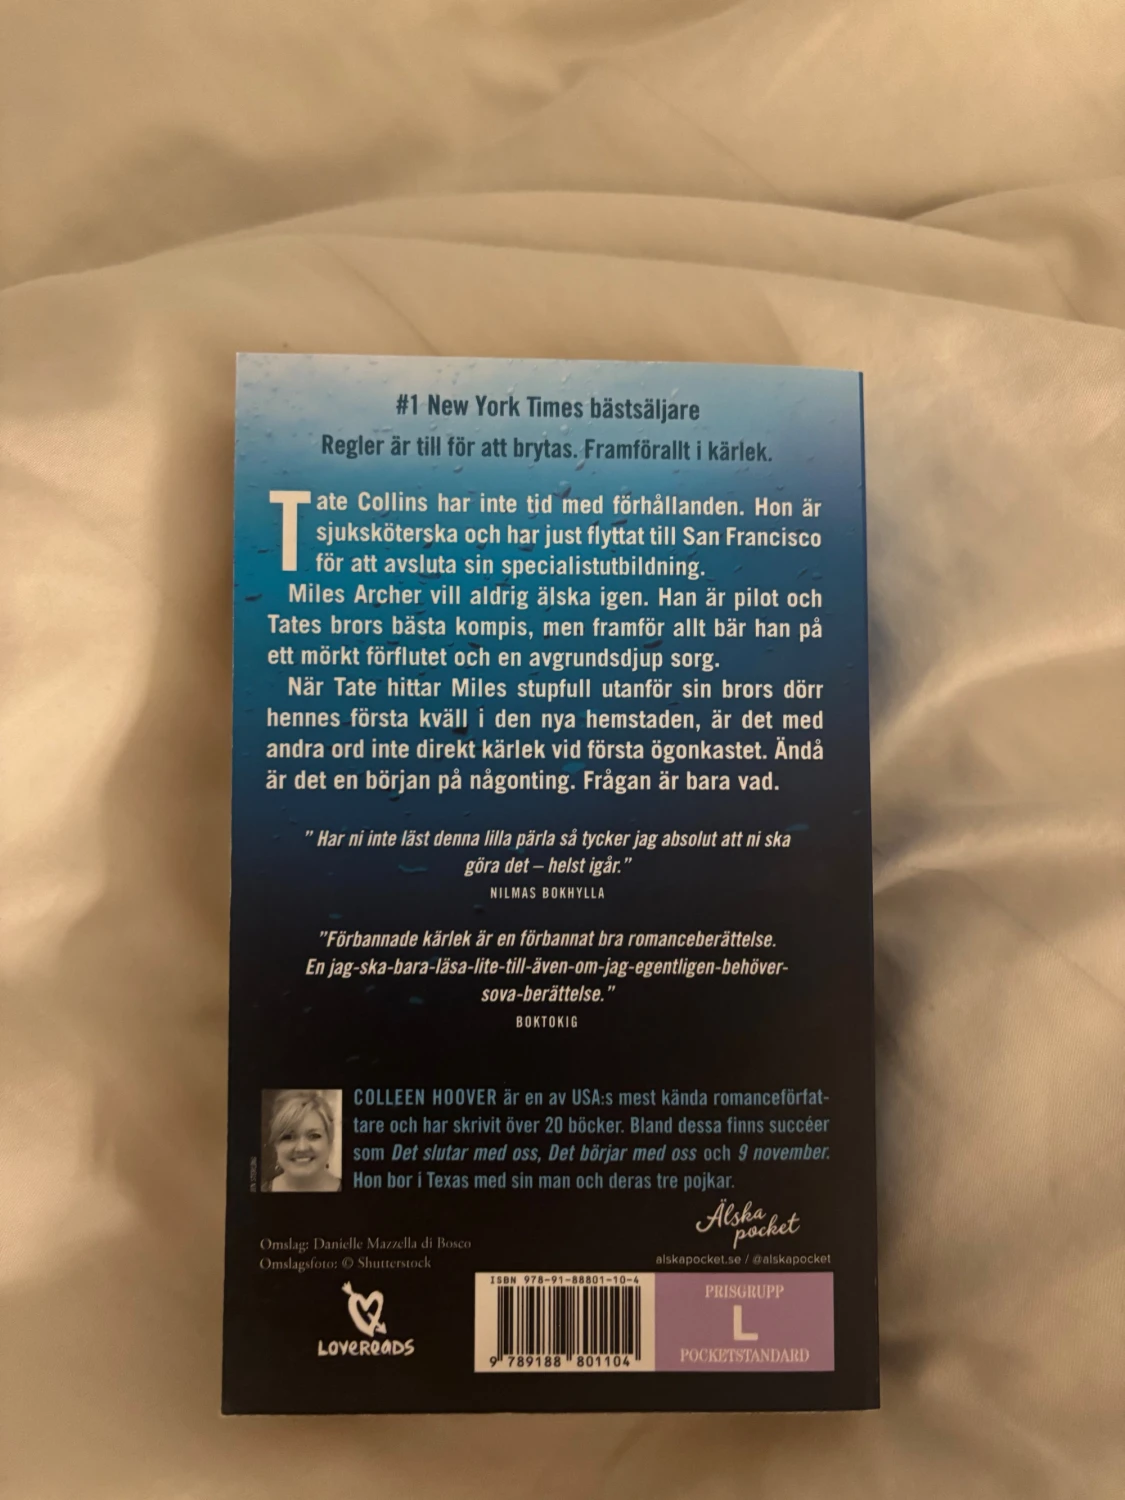 #1 New York Times bästsäljare
Regler är till för att brytas. Framförallt i kärlek.
Tate Collins har inte tid med förhållanden. Hon är
sjuksköterska och har just flyttat till San Francisco
för att avsluta sin specialistutbildning.
Miles Archer vill aldrig älska igen. Han är pilot och
Tates brors bästa kompis, men framför allt bär han på
ett mörkt förflutet och en avgrundsdjup sorg.
När Tate hittar Miles stupfull utanför sin brors dörr
hennes första kväll i den nya hemstaden, är det med
andra ord inte direkt kärlek vid första ögonkastet. Ändå
är det en början på någonting. Frågan är bara vad.
” Har ni inte läst denna lilla pärla så tycker jag absolut att ni ska
göra det – helst igår.”
NILMAS BOKHYLLA
”Förbannade kärlek är en förbannat bra romanceberättelse.
En jag-ska-bara-läsa-lite-till-även-om-jag-egentligen-behöver-
sova-berättelse.”
BOKTOKIG
COLLEEN HOOVER är en av USA:s mest kända romanceförfat-
tare och har skrivit över 20 böcker. Bland dessa finns succéer
som Det slutar med oss, Det börjar med oss och 9 november.
Hon bor i Texas med sin man och deras tre pojkar.
Älska
pocket
alskapocket.se / @alskapocket
Omslag: Danielle Mazzella di Bosco
Omslagsfoto: © Shutterstock
LOVEREADS
ISBN 978-91-88801-10-4
9 789188 801104
PRISGRUPP
L
POCKETSTANDARD